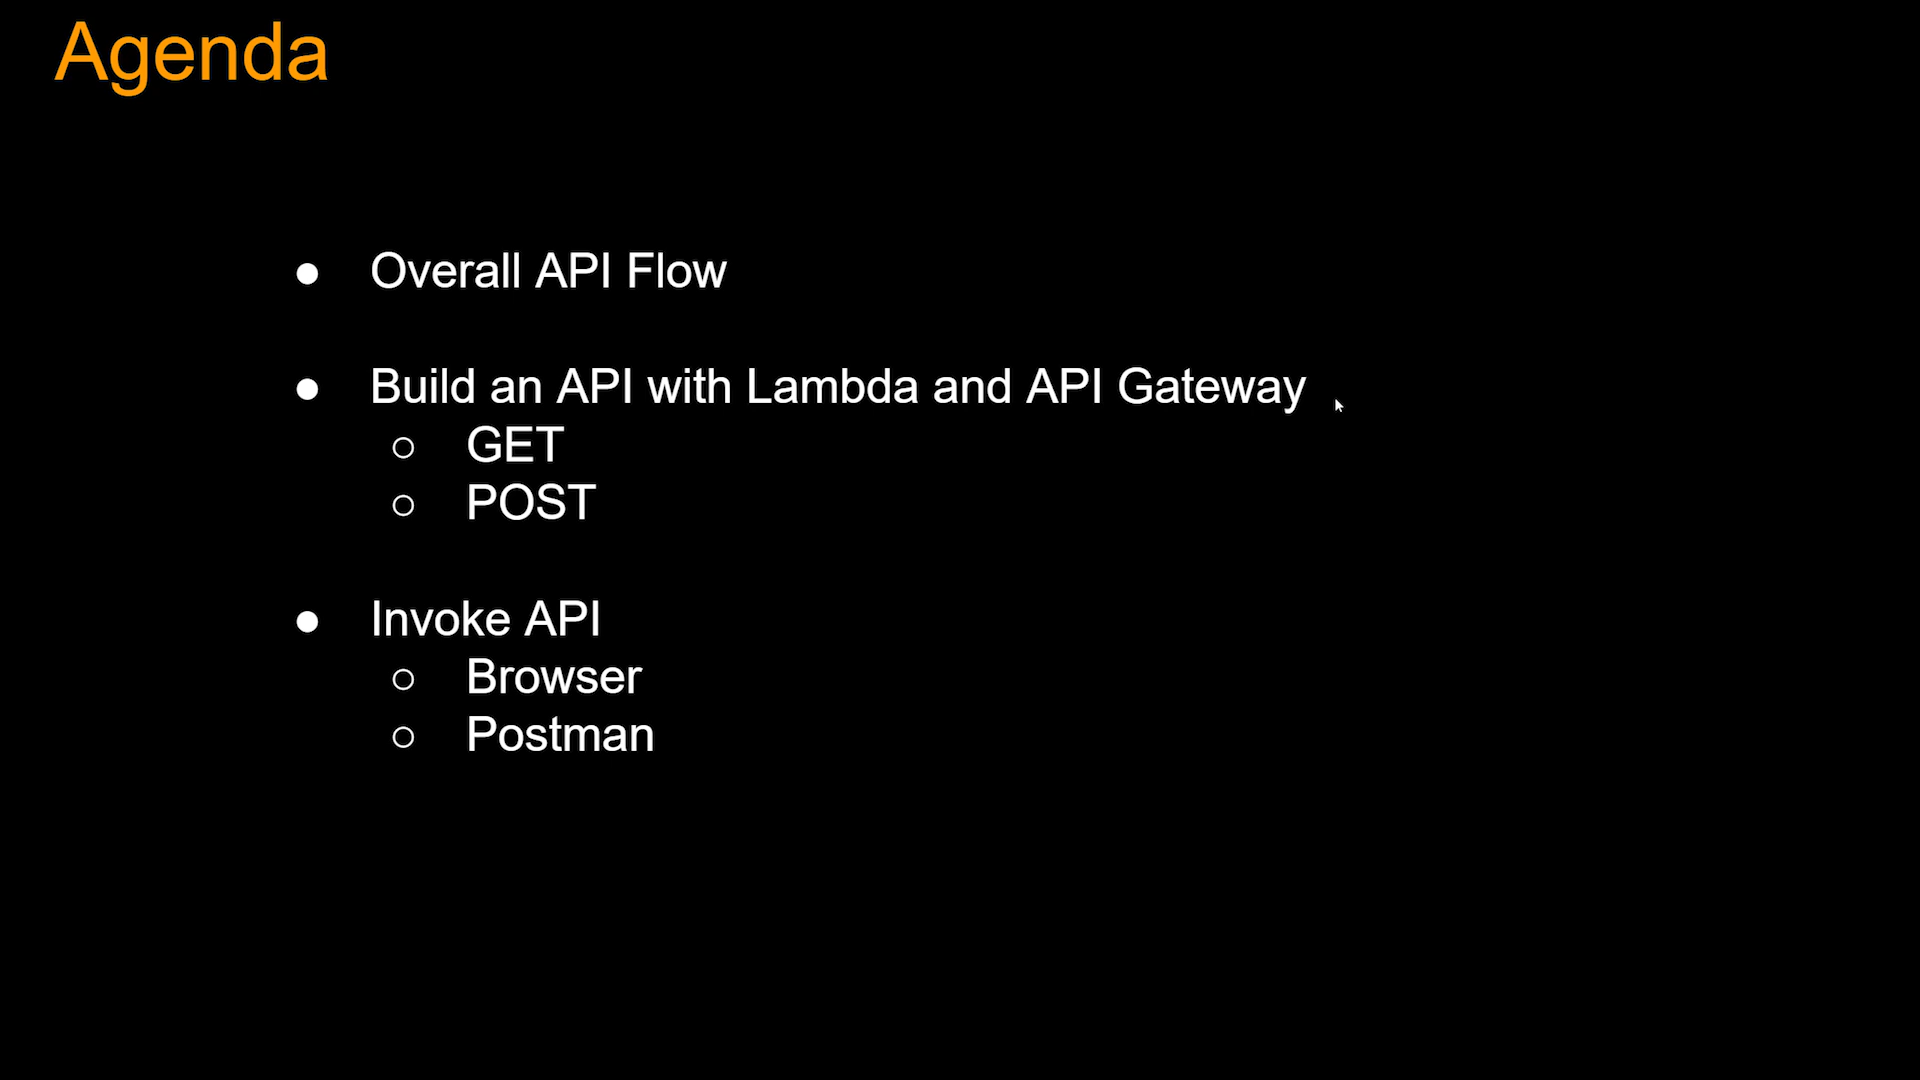 Agenda
● Overall API Flow
● Build an API with Lambda and API Gateway
○ GET
○ POST
● Invoke API
○ Browser
○ Postman